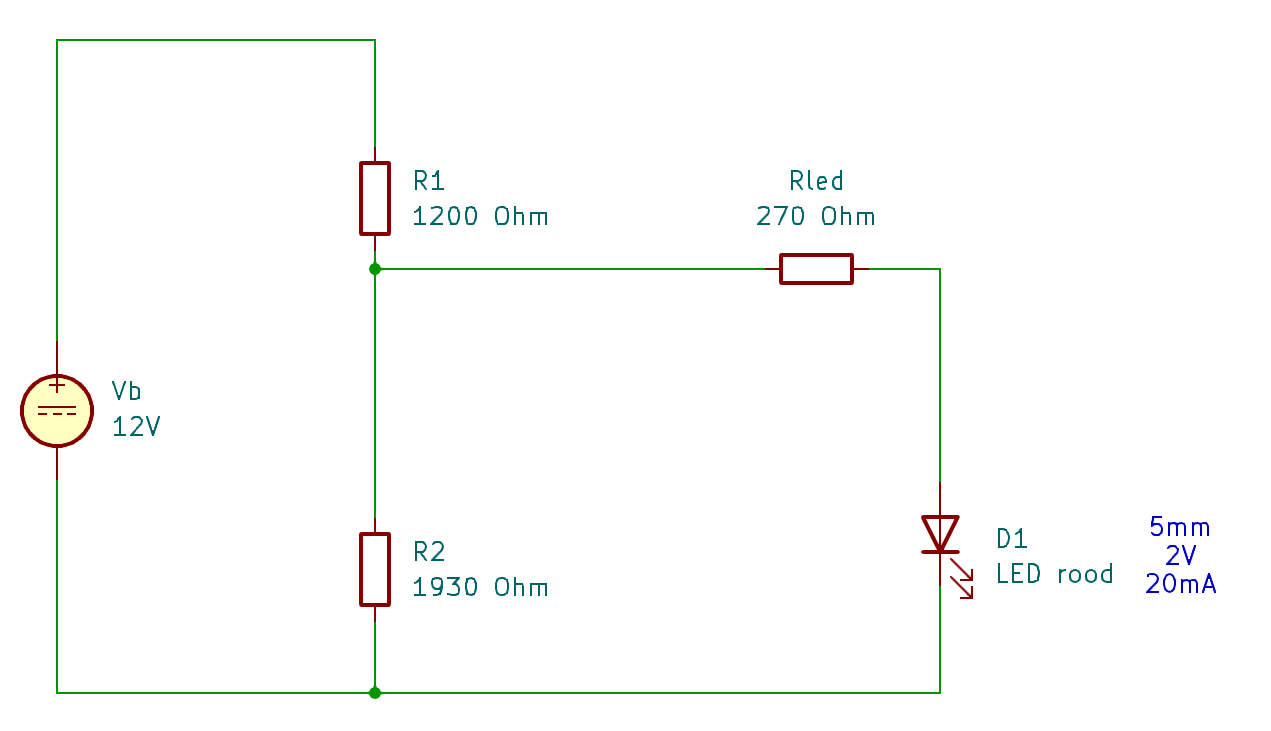 R1
1200 Ohm
Rled
270 Ohm
Vb
12V
R2
1930 Ohm
D1
LED rood
5mm
2V
20mA